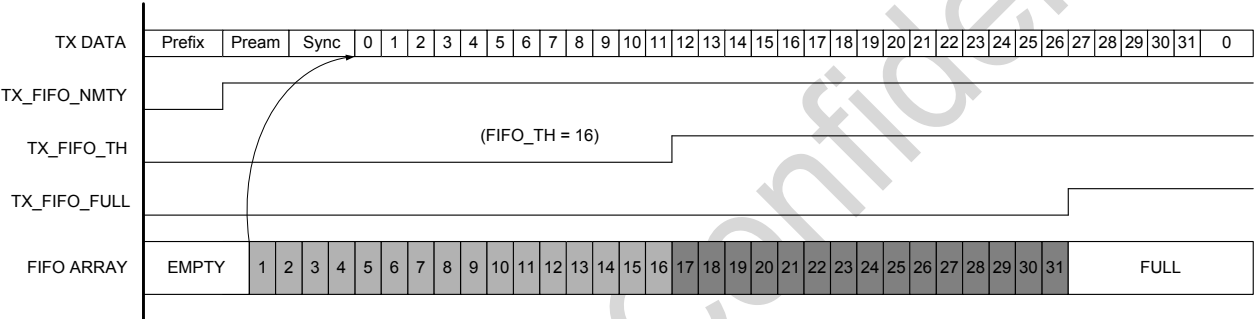 TX DATA Prefix Pream Sync 0 1 2 3 4 5 6 7 8 9 10 11 12 13 14 15 16 17 18 19 20 21 22 23 24 25 26 27 28 29 30 31 0
TX_FIFO_NMTY
(FIFO_TH = 16)
TX_FIFO_TH
TX_FIFO_FULL
FIFO ARRAY EMPTY 1 2 3 4 5 6 7 8 9 10 11 12 13 14 15 16 17 18 19 20 21 22 23 24 25 26 27 28 29 30 31 FULL